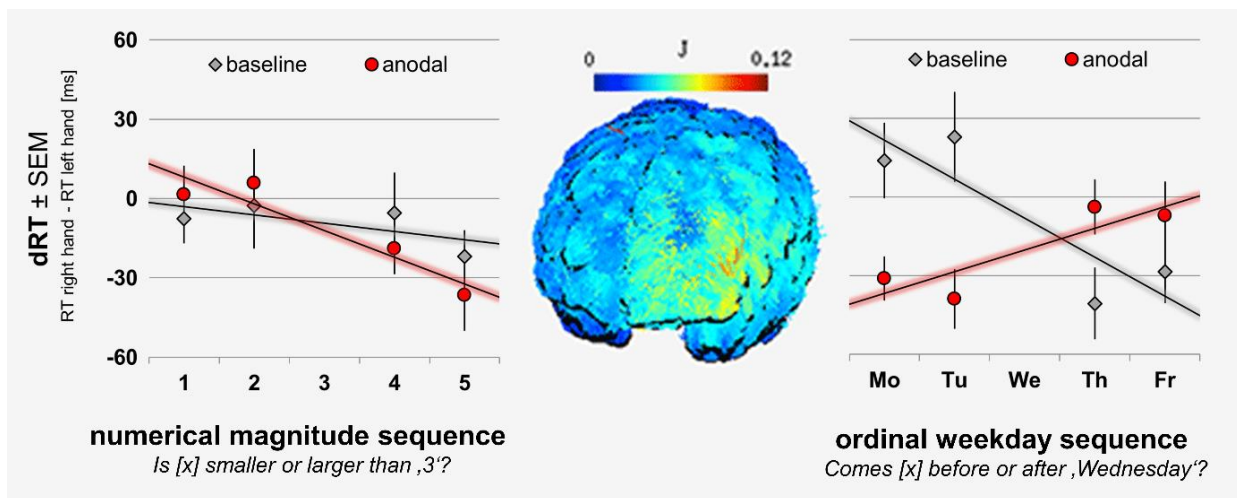 60
30
0
-30
-60
dRT ± SEM
RT right hand - RT left hand [ms]
baseline anodal
1 2 3 4 5
numerical magnitude sequence
Is [x] smaller or larger than ‚3‘?
J
0 0.12
baseline anodal
Mo Tu We Th Fr
ordinal weekday sequence
Comes [x] before or after ‚Wednesday‘?